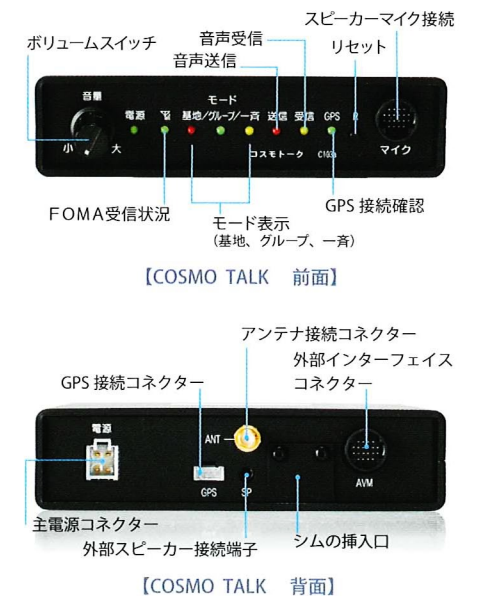 スピーカーマイク接続
音声受信
ボリュームスイッチ
リセット
音声送信
音量
モード
電源
基地/グループ/一斉
送信
受信
GPS
R
小
大
マイク
コスモトーク
FOMA受信状況
モード表示
(基地、グループ、一斉)
GPS 接続確認
【COSMO TALK 前面】
アンテナ接続コネクター
外部インターフェイス
コネクター
GPS 接続コネクター
電源
ANT
GPS
SP
AVM
主電源コネクター
外部スピーカー接続端子
シムの挿入口
【COSMO TALK 背面】